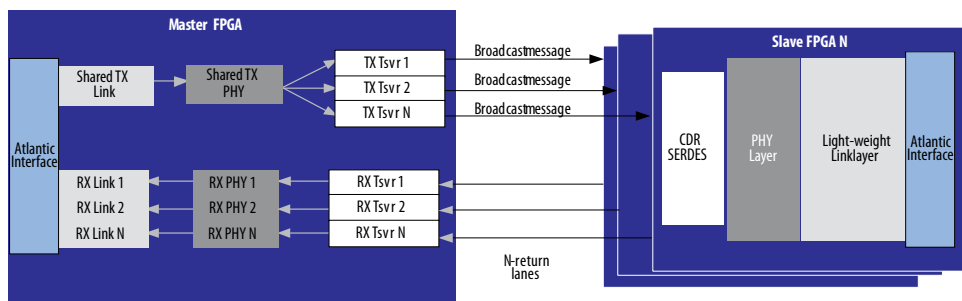 Master FPGA
Slave FPGA N
Atlantic
Interface
Shared TX
Link
Shared TX
PHY
TX Tsvr 1
TX Tsvr 2
TX Tsvr N
Broadcastmessage
Broadcastmessage
Broadcastmessage
RX Link 1
RX Link 2
RX Link N
RX PHY 1
RX PHY 2
RX PHY N
RX Tsvr 1
RX Tsvr 2
RX Tsvr N
N-return
lanes
CDR
SERDES
PHY
Layer
Light-weight
Linklayer
Atlantic
Interface